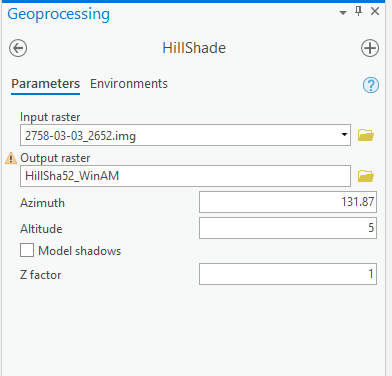 Geoprocessing
HillShade
Parameters Environments
Input raster
2758-03-03_2652.img
Output raster
HillSha52_WinAM
Azimuth 131.87
Altitude 5
Model shadows
Z factor 1